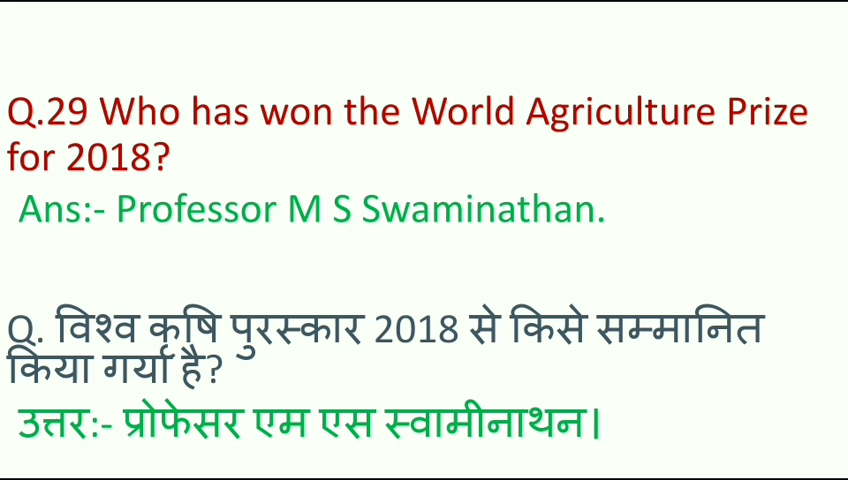 Q.29 Who has won the World Agriculture Prize
for 2018?
Ans:- Professor M S Swaminathan.
Q. विश्व कृषि पुरस्कार 2018 से किसे सम्मानित
किया गया है?
उत्तर:- प्रोफेसर एम एस स्वामीनाथन।